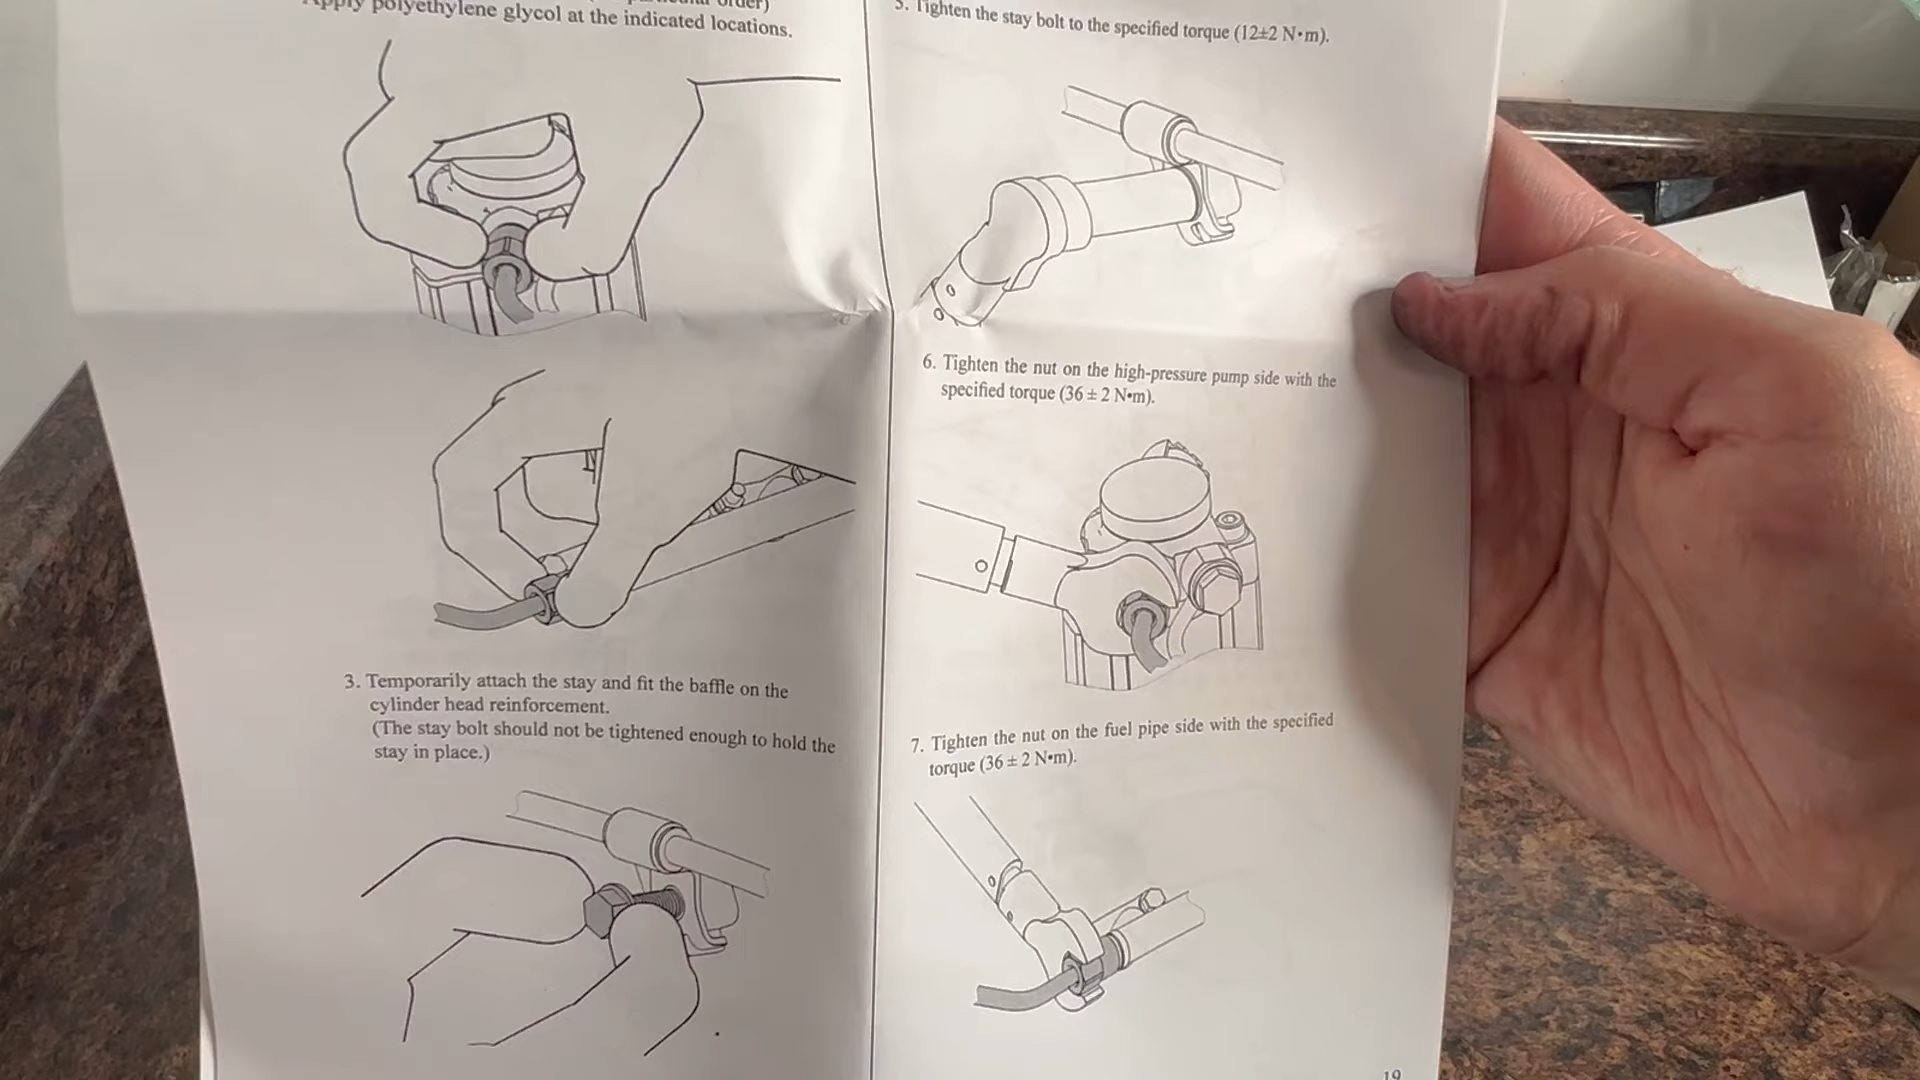 Apply polyethylene glycol at the indicated locations.
3. Temporarily attach the stay and fit the baffle on the
cylinder head reinforcement.
(The stay bolt should not be tightened enough to hold the
stay in place.)
5. Tighten the stay bolt to the specified torque (12±2 N•m).
6. Tighten the nut on the high-pressure pump side with the
specified torque (36 ± 2 N•m).
7. Tighten the nut on the fuel pipe side with the specified
torque (36 ± 2 N•m).
19